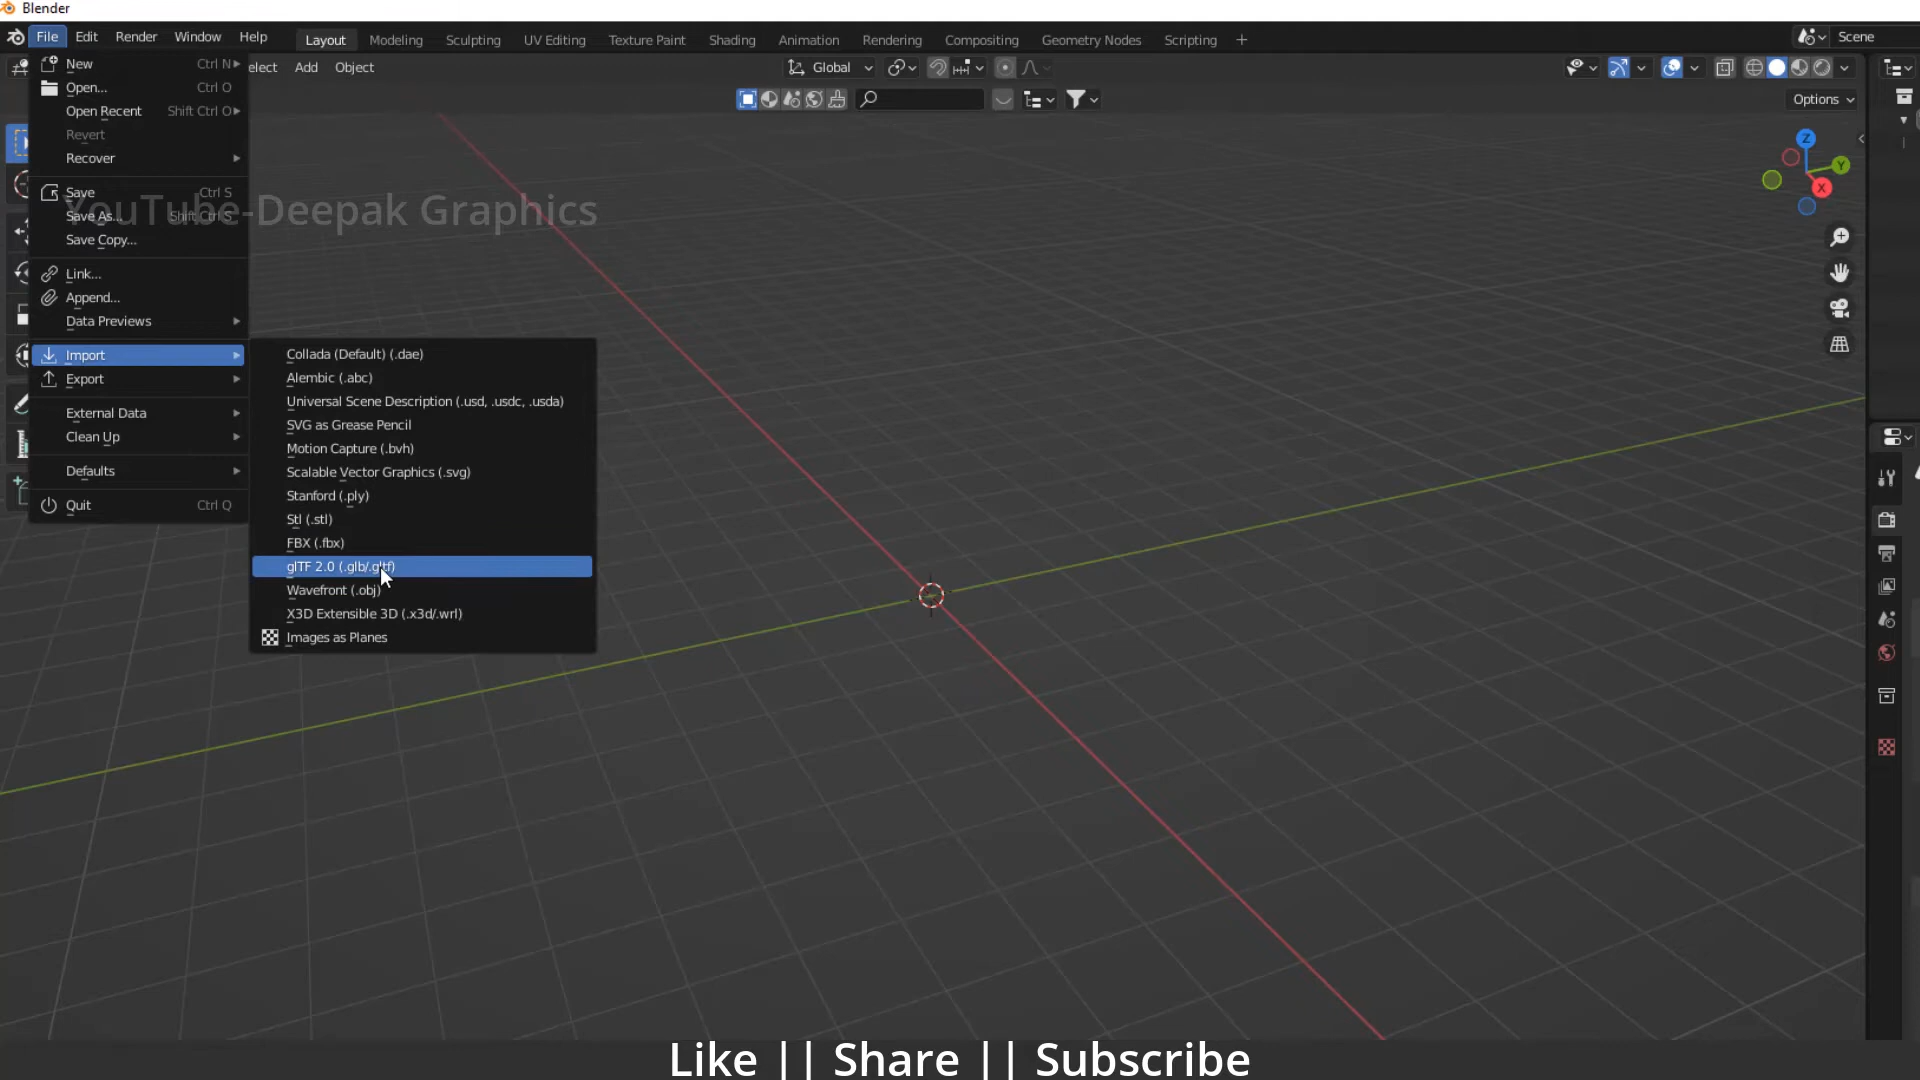 Blender
File Edit Render Window Help Layout Modeling Sculpting UV Editing Texture Paint Shading Animation Rendering Compositing Geometry Nodes Scripting + Scene
elect Add Object Global
Options
New Ctrl N
Open... Ctrl O
Open Recent Shift Ctrl O
Revert
Recover
Save Ctrl S
Save As... Shift Ctrl S
YouTube-Deepak Graphics
Save Copy...
Link...
Append...
Data Previews
Import
Export
External Data
Clean Up
Defaults
Quit Ctrl Q
Collada (Default) (.dae)
Alembic (.abc)
Universal Scene Description (.usd, .usdc, .usda)
SVG as Grease Pencil
Motion Capture (.bvh)
Scalable Vector Graphics (.svg)
Stanford (.ply)
Stl (.stl)
FBX (.fbx)
glTF 2.0 (.glb/.gltf)
Wavefront (.obj)
X3D Extensible 3D (.x3d/.wrl)
Images as Planes
Z
Y
X
Like || Share || Subscribe